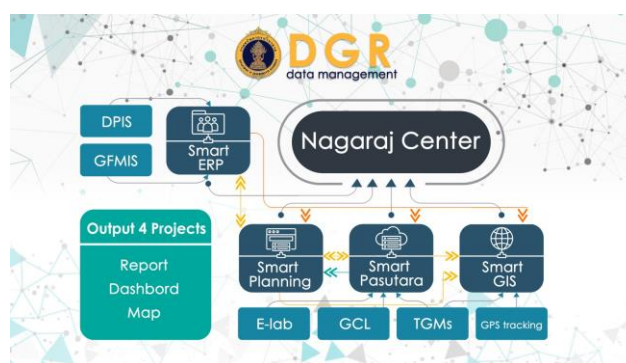 DGR
data management
DPIS
GFMIS
Smart
ERP
Nagaraj Center
Output 4 Projects
Report
Dashbord
Map
Smart
Planning
Smart
Pasutara
Smart
GIS
E-lab
GCL
TGMs
GPS tracking